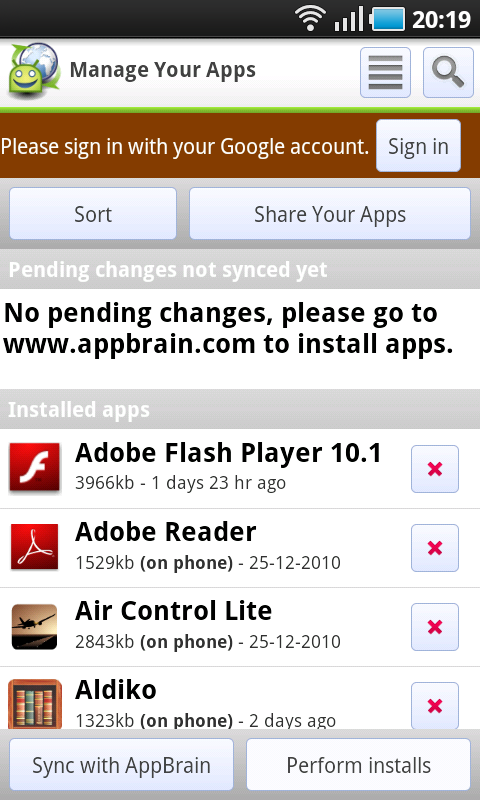 20:19
Manage Your Apps
Please sign in with your Google account. Sign in
Sort Share Your Apps
Pending changes not synced yet
No pending changes, please go to
www.appbrain.com to install apps.
Installed apps
Adobe Flash Player 10.1
3966kb - 1 days 23 hr ago
Adobe Reader
1529kb (on phone) - 25-12-2010
Air Control Lite
2843kb (on phone) - 25-12-2010
Aldiko
1323kb (on phone) - 2 days ago
Sync with AppBrain Perform installs